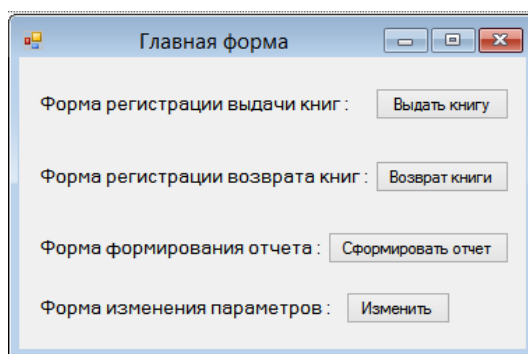 Главная форма
Форма регистрации выдачи книг : Выдать книгу
Форма регистрации возврата книг : Возврат книги
Форма формирования отчета : Сформировать отчет
Форма изменения параметров : Изменить